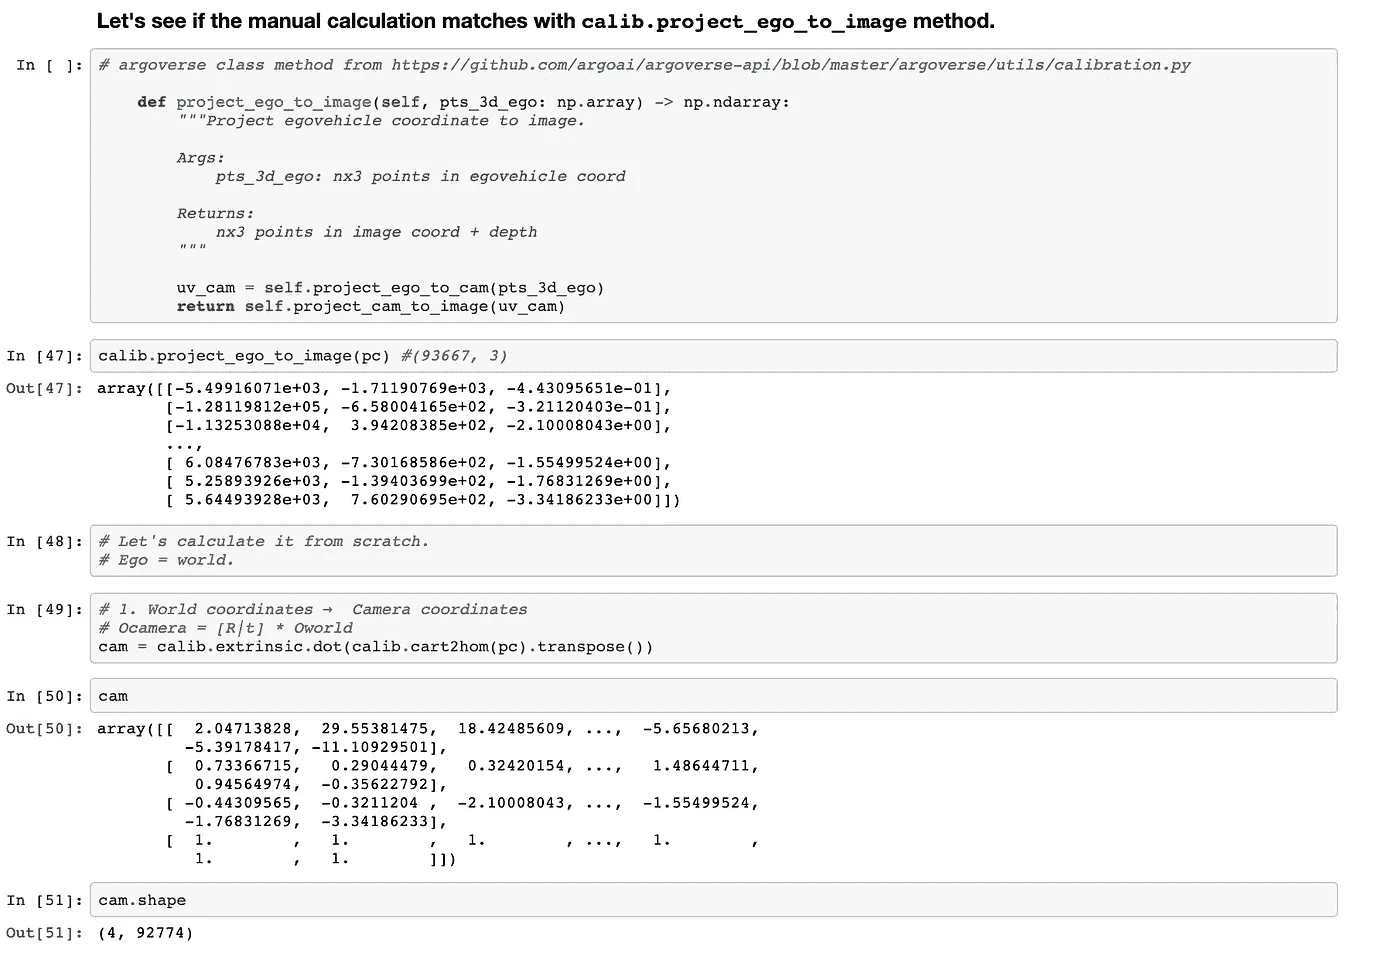 Let's see if the manual calculation matches with calib.project_ego_to_image method.
In [ ]: # argoverse class method from https://github.com/argoai/argoverse-api/blob/master/argoverse/utils/calibration.py
def project_ego_to_image(self, pts_3d_ego: np.array) -> np.ndarray:
"""Project egovehicle coordinate to image.
Args:
pts_3d_ego: nx3 points in egovehicle coord
Returns:
nx3 points in image coord + depth
"""
uv_cam = self.project_ego_to_cam(pts_3d_ego)
return self.project_cam_to_image(uv_cam)
In [47]: calib.project_ego_to_image(pc) #(93667, 3)
Out[47]: array([[-5.49916071e+03, -1.71190769e+03, -4.43095651e-01],
[-1.28119812e+05, -6.58004165e+02, -3.21120403e-01],
[-1.13253088e+04, 3.94208385e+02, -2.10008043e+00],
...,
[ 6.08476783e+03, -7.30168586e+02, -1.55499524e+00],
[ 5.25893926e+03, -1.39403699e+02, -1.76831269e+00],
[ 5.64493928e+03, 7.60290695e+02, -3.34186233e+00]])
In [48]: # Let's calculate it from scratch.
# Ego = world.
In [49]: # 1. World coordinates → Camera coordinates
# Ocamera = [R|t] * Oworld
cam = calib.extrinsic.dot(calib.cart2hom(pc).transpose())
In [50]: cam
Out[50]: array([[ 2.04713828, 29.55381475, 18.42485609, ..., -5.65680213,
-5.39178417, -11.10929501],
[ 0.73366715, 0.29044479, 0.32420154, ..., 1.48644711,
0.94564974, -0.35622792],
[ -0.44309565, -0.3211204 , -2.10008043, ..., -1.55499524,
-1.76831269, -3.34186233],
[ 1. , 1. , 1. , ..., 1. ,
1. , 1. ]])
In [51]: cam.shape
Out[51]: (4, 92774)